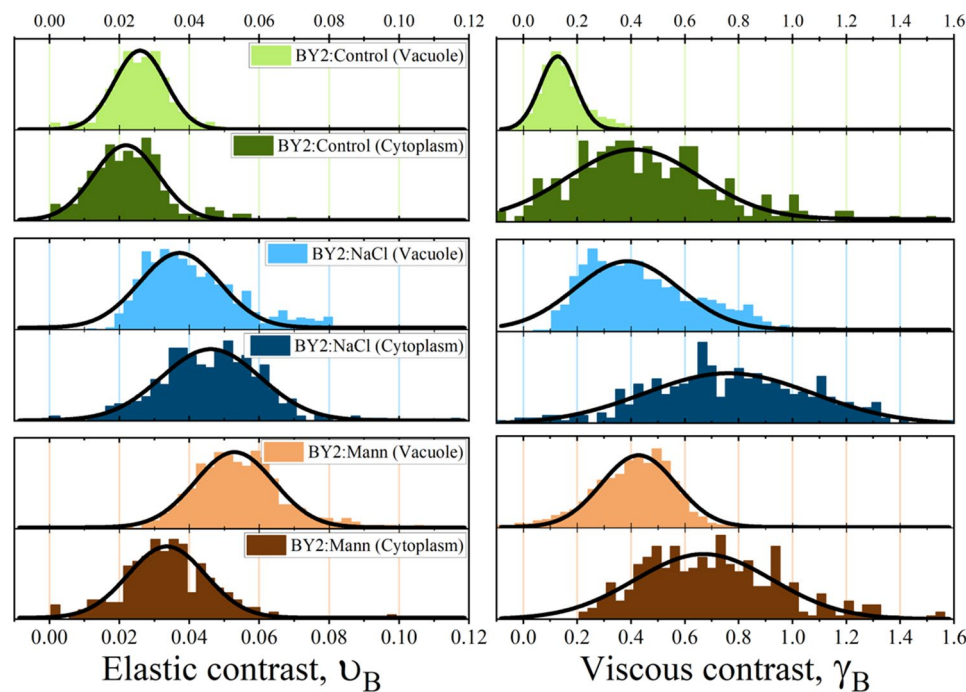 0.00 0.02 0.04 0.06 0.08 0.10 0.12
0.0 0.2 0.4 0.6 0.8 1.0 1.2 1.4 1.6
BY2:Control (Vacuole)
BY2:Control (Cytoplasm)
BY2:NaCl (Vacuole)
BY2:NaCl (Cytoplasm)
BY2:Mann (Vacuole)
BY2:Mann (Cytoplasm)
0.00 0.02 0.04 0.06 0.08 0.10 0.12
0.0 0.2 0.4 0.6 0.8 1.0 1.2 1.4 1.6
Elastic contrast, υB
Viscous contrast, γB